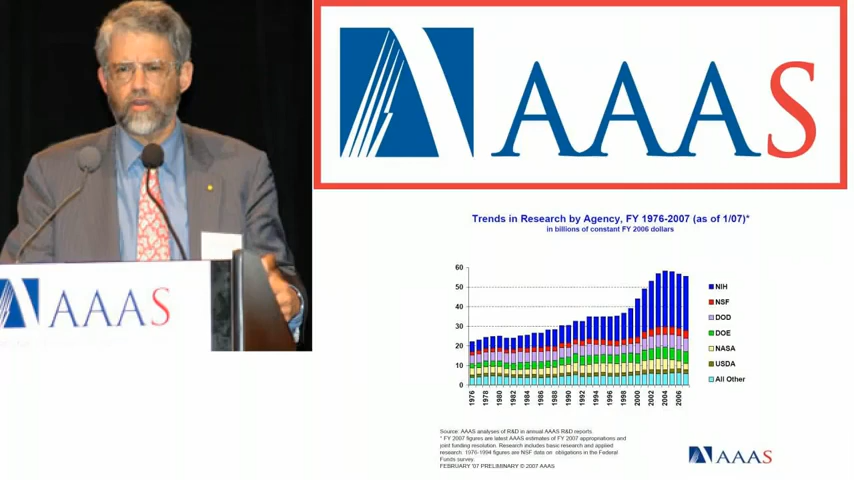 AAAS
AAAS
Trends in Research by Agency, FY 1976-2007 (as of 1/07)*
in billions of constant FY 2006 dollars
60
50
40
30
20
10
0
1976
1978
1980
1982
1984
1986
1988
1990
1992
1994
1996
1998
2000
2002
2004
2006
NIH
NSF
DOD
DOE
NASA
USDA
All Other
Source: AAAS analyses of R&D in annual AAAS R&D reports.
* FY 2007 figures are latest AAAS estimates of FY 2007 appropriations and
joint funding resolution. Research includes basic research and applied
research. 1976-1994 figures are NSF data on obligations in the Federal
Funds survey.
FEBRUARY '07 PRELIMINARY © 2007 AAAS
AAAS